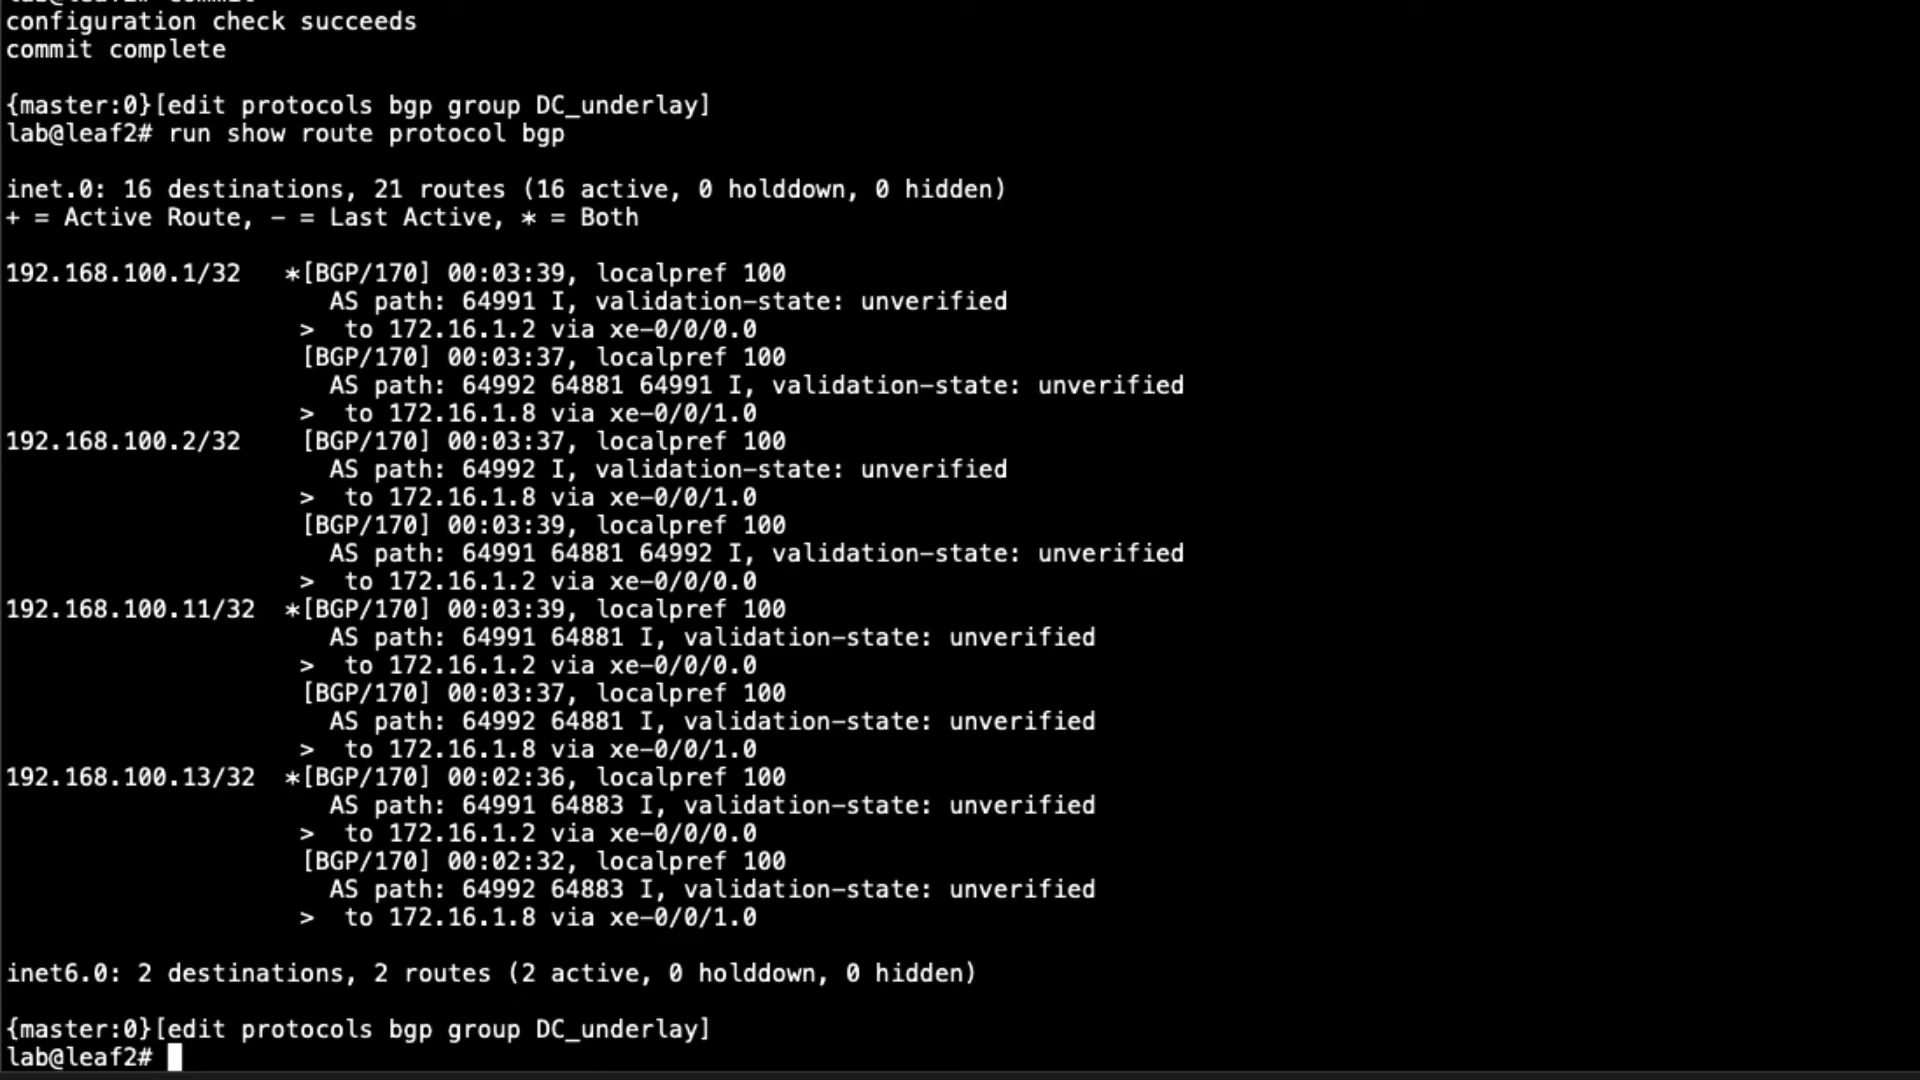 lab@leaf2# commit
configuration check succeeds
commit complete

{master:0}[edit protocols bgp group DC_underlay]
lab@leaf2# run show route protocol bgp

inet.0: 16 destinations, 21 routes (16 active, 0 holddown, 0 hidden)
+ = Active Route, - = Last Active, * = Both

192.168.100.1/32   *[BGP/170] 00:03:39, localpref 100
                      AS path: 64991 I, validation-state: unverified
                    >  to 172.16.1.2 via xe-0/0/0.0
                    [BGP/170] 00:03:37, localpref 100
                      AS path: 64992 64881 64991 I, validation-state: unverified
                    >  to 172.16.1.8 via xe-0/0/1.0
192.168.100.2/32    [BGP/170] 00:03:37, localpref 100
                      AS path: 64992 I, validation-state: unverified
                    >  to 172.16.1.8 via xe-0/0/1.0
                    [BGP/170] 00:03:39, localpref 100
                      AS path: 64991 64881 64992 I, validation-state: unverified
                    >  to 172.16.1.2 via xe-0/0/0.0
192.168.100.11/32  *[BGP/170] 00:03:39, localpref 100
                      AS path: 64991 64881 I, validation-state: unverified
                    >  to 172.16.1.2 via xe-0/0/0.0
                    [BGP/170] 00:03:37, localpref 100
                      AS path: 64992 64881 I, validation-state: unverified
                    >  to 172.16.1.8 via xe-0/0/1.0
192.168.100.13/32  *[BGP/170] 00:02:36, localpref 100
                      AS path: 64991 64883 I, validation-state: unverified
                    >  to 172.16.1.2 via xe-0/0/0.0
                    [BGP/170] 00:02:32, localpref 100
                      AS path: 64992 64883 I, validation-state: unverified
                    >  to 172.16.1.8 via xe-0/0/1.0

inet6.0: 2 destinations, 2 routes (2 active, 0 holddown, 0 hidden)

{master:0}[edit protocols bgp group DC_underlay]
lab@leaf2#